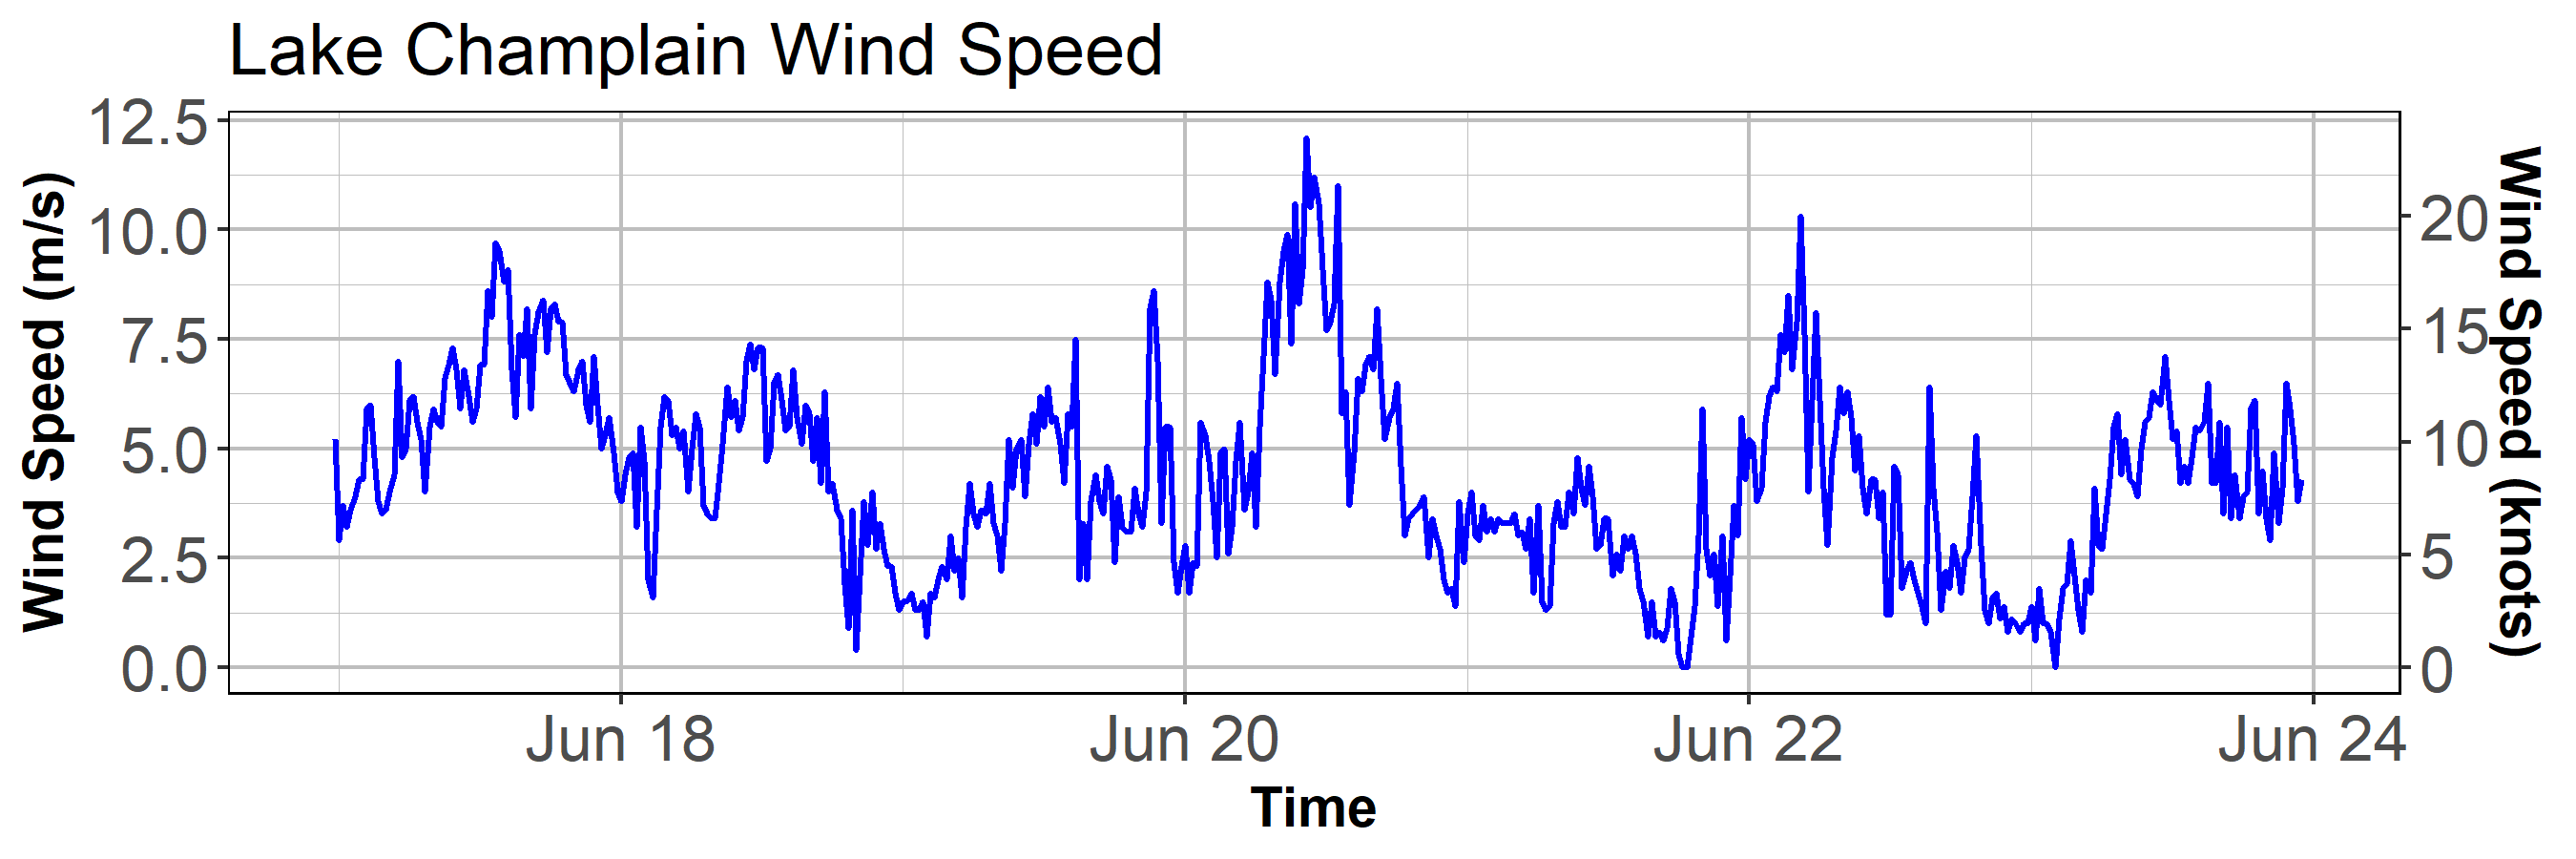 Lake Champlain Wind Speed
Wind Speed (m/s)
12.5
10.0
7.5
5.0
2.5
0.0
20
15
10
5
0
Wind Speed (knots)
Jun 18
Jun 20
Jun 22
Jun 24
Time